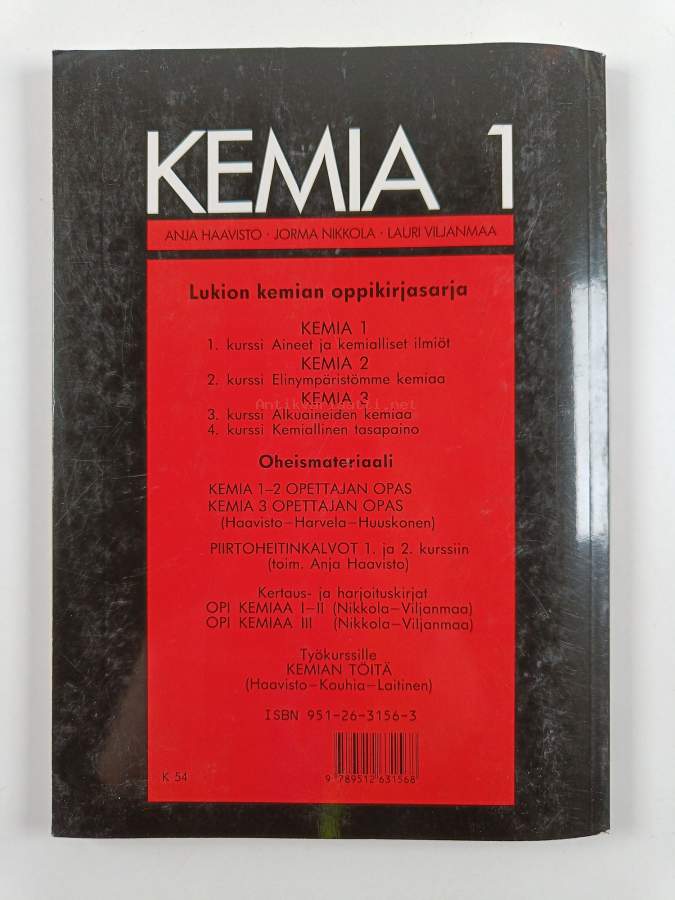 KEMIA 1
ANJA HAAVISTO · JORMA NIKKOLA · LAURI VILJANMAA
Lukion kemian oppikirjasarja
KEMIA 1
1. kurssi Aineet ja kemialliset ilmiöt
KEMIA 2
2. kurssi Elinympäristömme kemiaa
KEMIA 3
Antikvariaatti.net
3. kurssi Alkuaineiden kemiaa
4. kurssi Kemiallinen tasapaino
Oheismateriaali
KEMIA 1–2 OPETTAJAN OPAS
KEMIA 3 OPETTAJAN OPAS
(Haavisto–Harvela–Huuskonen)
PIIRTOHEITINKALVOT 1. ja 2. kurssiin
(toim. Anja Haavisto)
Kertaus- ja harjoituskirjat
OPI KEMIAA I–II (Nikkola–Viljanmaa)
OPI KEMIAA III (Nikkola–Viljanmaa)
Työkurssille
KEMIAN TÖITÄ
(Haavisto–Kouhia–Laitinen)
ISBN 951-26-3156-3
K 54
9 789512 631568